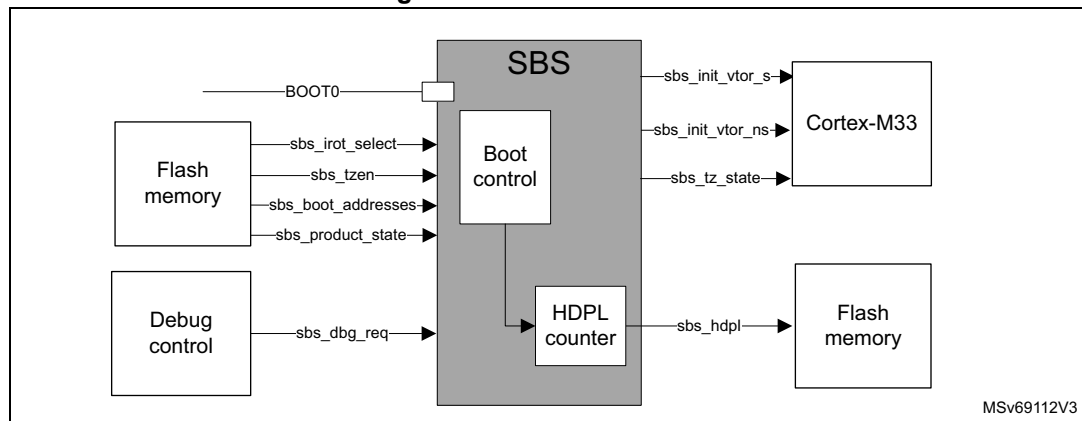 SBS
BOOT0
sbs_init_vtor_s
sbs_init_vtor_ns
sbs_tz_state
Cortex-M33
Flash
memory
sbs_irot_select
sbs_tzen
sbs_boot_addresses
sbs_product_state
Boot
control
Debug
control
sbs_dbg_req
HDPL
counter
sbs_hdpl
Flash
memory
MSv69112V3